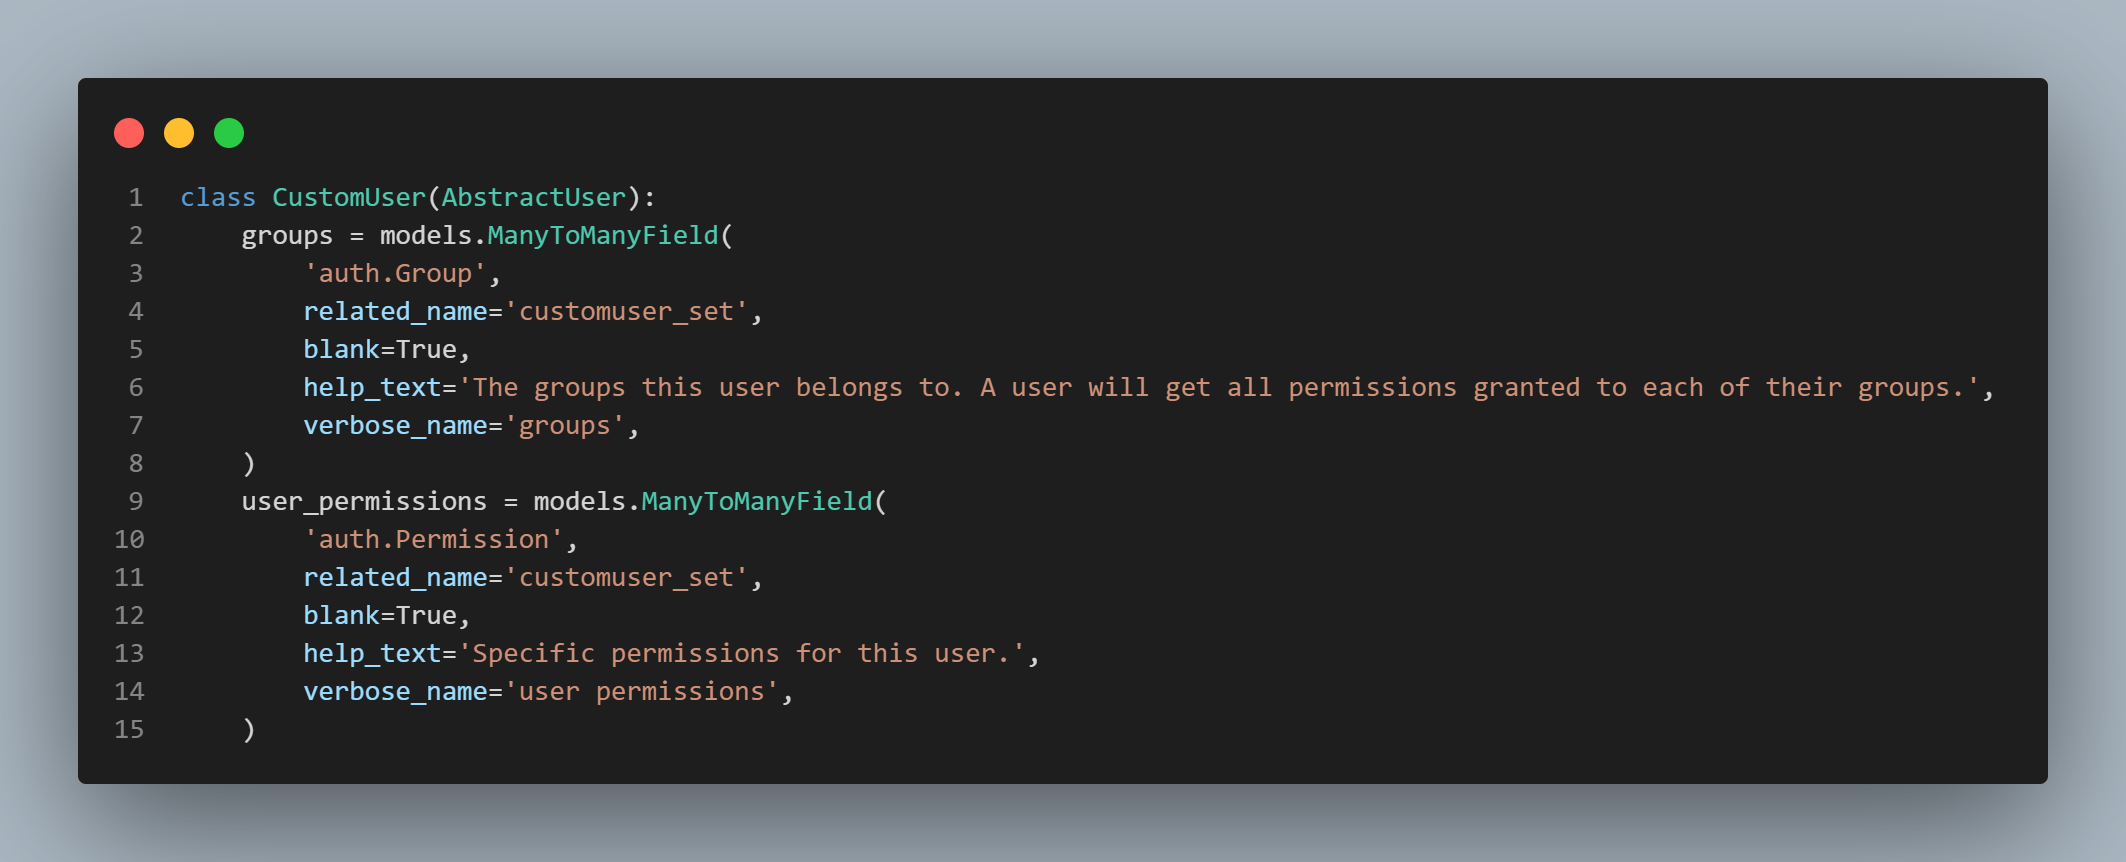 1 class CustomUser(AbstractUser):
2     groups = models.ManyToManyField(
3         'auth.Group',
4         related_name='customuser_set',
5         blank=True,
6         help_text='The groups this user belongs to. A user will get all permissions granted to each of their groups.',
7         verbose_name='groups',
8     )
9     user_permissions = models.ManyToManyField(
10         'auth.Permission',
11         related_name='customuser_set',
12         blank=True,
13         help_text='Specific permissions for this user.',
14         verbose_name='user permissions',
15     )